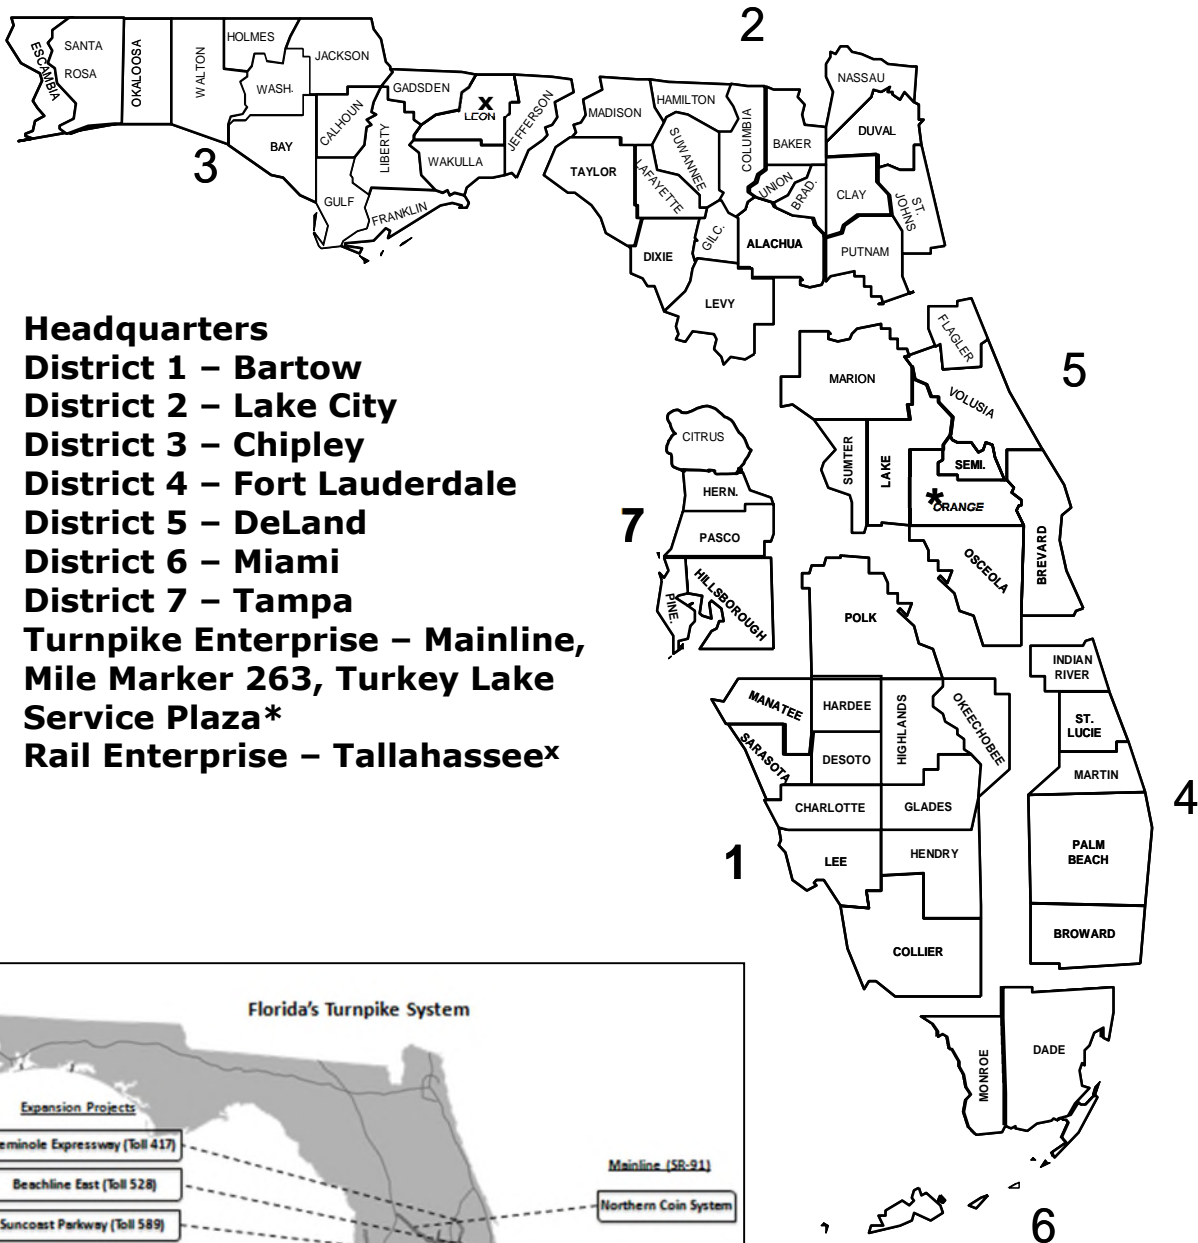 2
3
ESCAMBIA
SANTA
ROSA
OKALOOSA
WALTON
HOLMES
WASH.
JACKSON
BAY
CALHOUN
GULF
LIBERTY
GADSDEN
FRANKLIN
X
LEON
WAKULLA
JEFFERSON
MADISON
TAYLOR
HAMILTON
SUWANNEE
LAFAYETTE
DIXIE
COLUMBIA
GILC.
LEVY
BAKER
UNION
BRAD.
ALACHUA
NASSAU
DUVAL
CLAY
ST.
JOHNS
PUTNAM
Headquarters
District 1 – Bartow
District 2 – Lake City
District 3 – Chipley
District 4 – Fort Lauderdale
District 5 – DeLand
District 6 – Miami
District 7 – Tampa
Turnpike Enterprise – Mainline,
Mile Marker 263, Turkey Lake
Service Plaza*
Rail Enterprise – Tallahasseeˣ
5
FLAGLER
MARION
VOLUSIA
SUMTER
LAKE
SEMI.
*
ORANGE
OSCEOLA
BREVARD
7
CITRUS
HERN.
PASCO
PINE.
HILLSBOROUGH
1
POLK
MANATEE
HARDEE
HIGHLANDS
OKEECHOBEE
SARASOTA
DESOTO
CHARLOTTE
GLADES
LEE
HENDRY
COLLIER
4
INDIAN
RIVER
ST.
LUCIE
MARTIN
PALM
BEACH
BROWARD
MONROE
DADE
6
Florida's Turnpike System
Expansion Projects
eminole Expressway (Toll 417)
Beachline East (Toll 528)
Suncoast Parkway (Toll 589)
Mainline (SR-91)
Northern Coin System